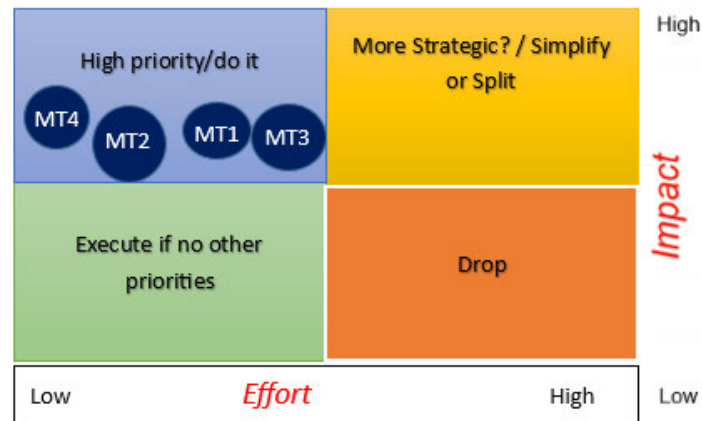 High
High priority/do it
More Strategic? / Simplify
or Split
MT4
MT2
MT1
MT3
Impact
Execute if no other
priorities
Drop
Low
Effort
High
Low